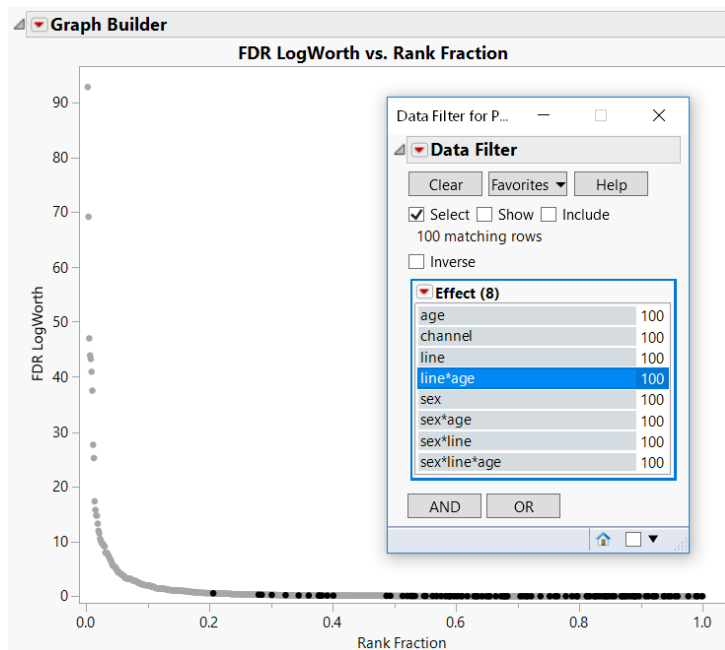 Graph Builder
FDR LogWorth vs. Rank Fraction
FDR LogWorth
90
80
70
60
50
40
30
20
10
0
0.0 0.2 0.4 0.6 0.8 1.0
Rank Fraction
Data Filter for P...
Data Filter
Clear Favorites Help
Select Show Include
100 matching rows
Inverse
Effect (8)
age 100
channel 100
line 100
line*age 100
sex 100
sex*age 100
sex*line 100
sex*line*age 100
AND OR